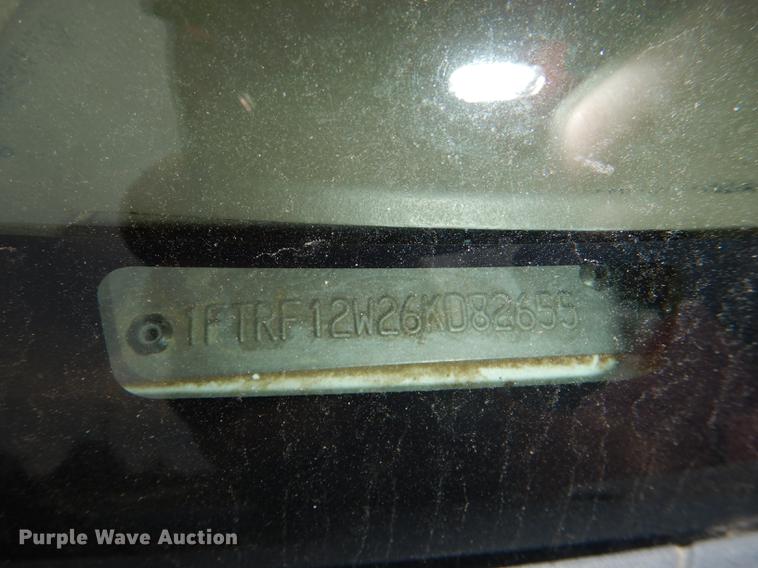 1FTRF12W26KD82655
Purple Wave Auction